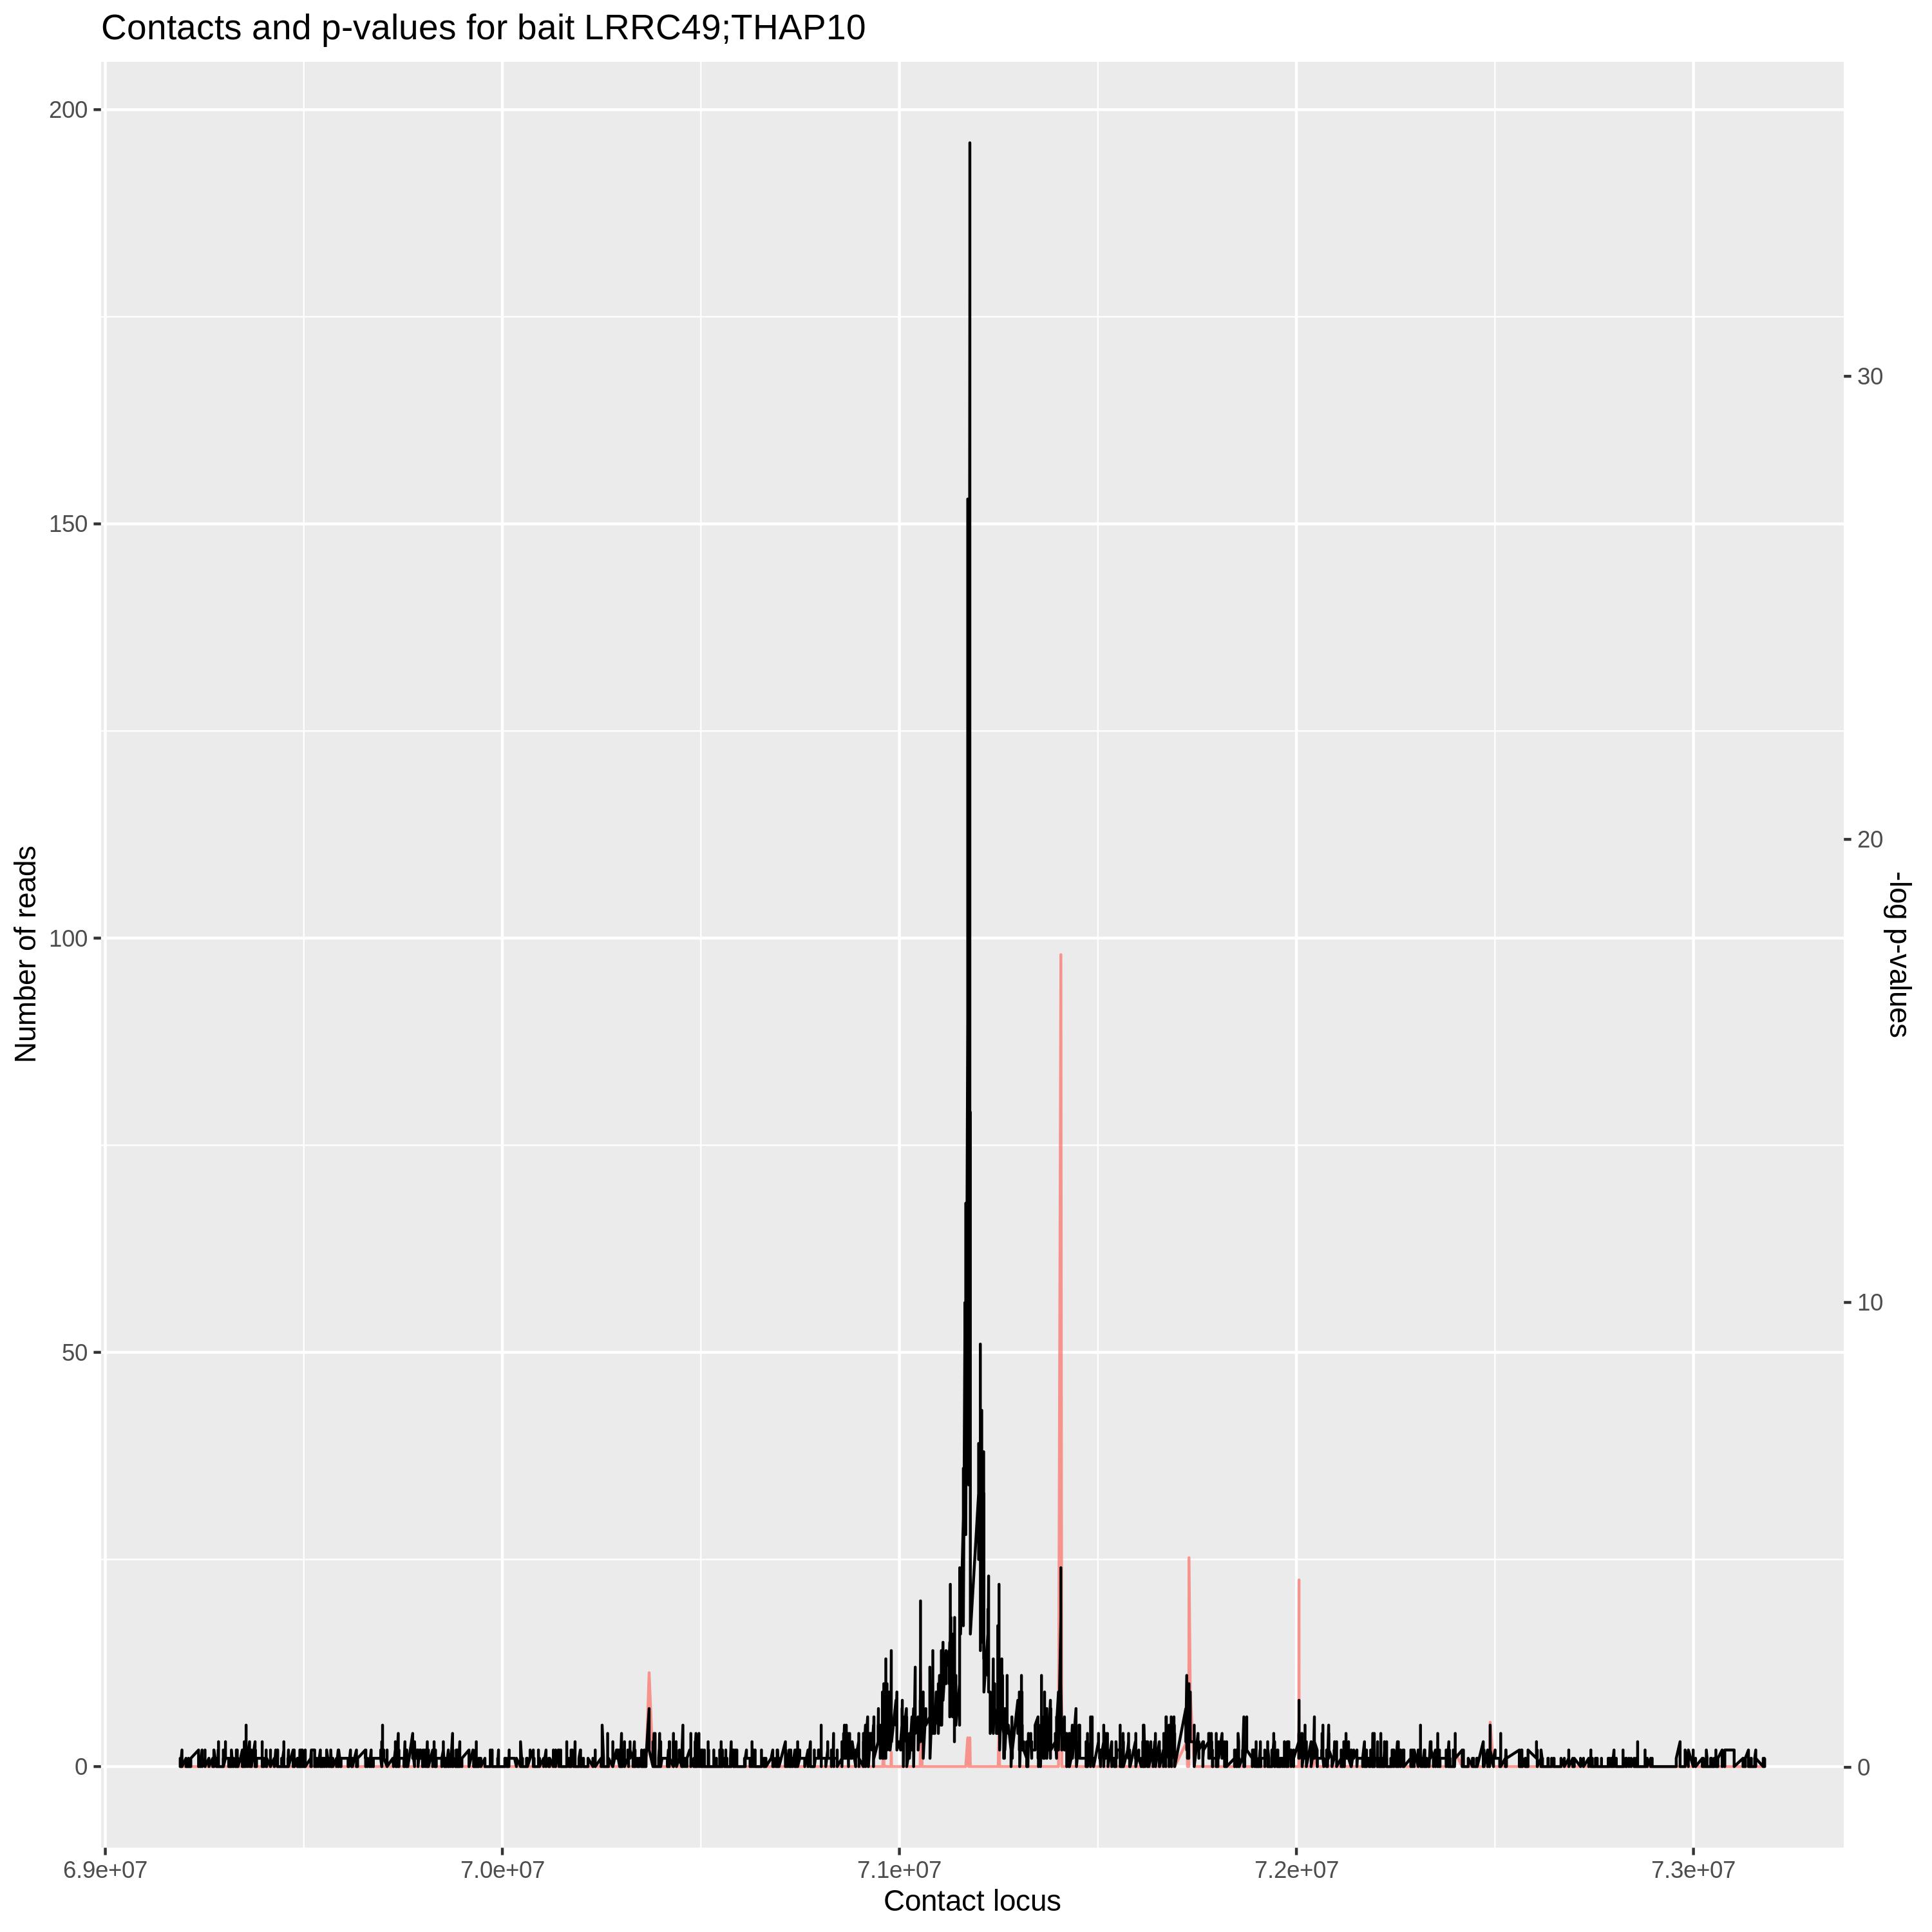 Contacts and p-values for bait LRRC49;THAP10
200
150
100
50
0
Number of reads
30
20
10
0
-log p-values
6.9e+07
7.0e+07
7.1e+07
7.2e+07
7.3e+07
Contact locus